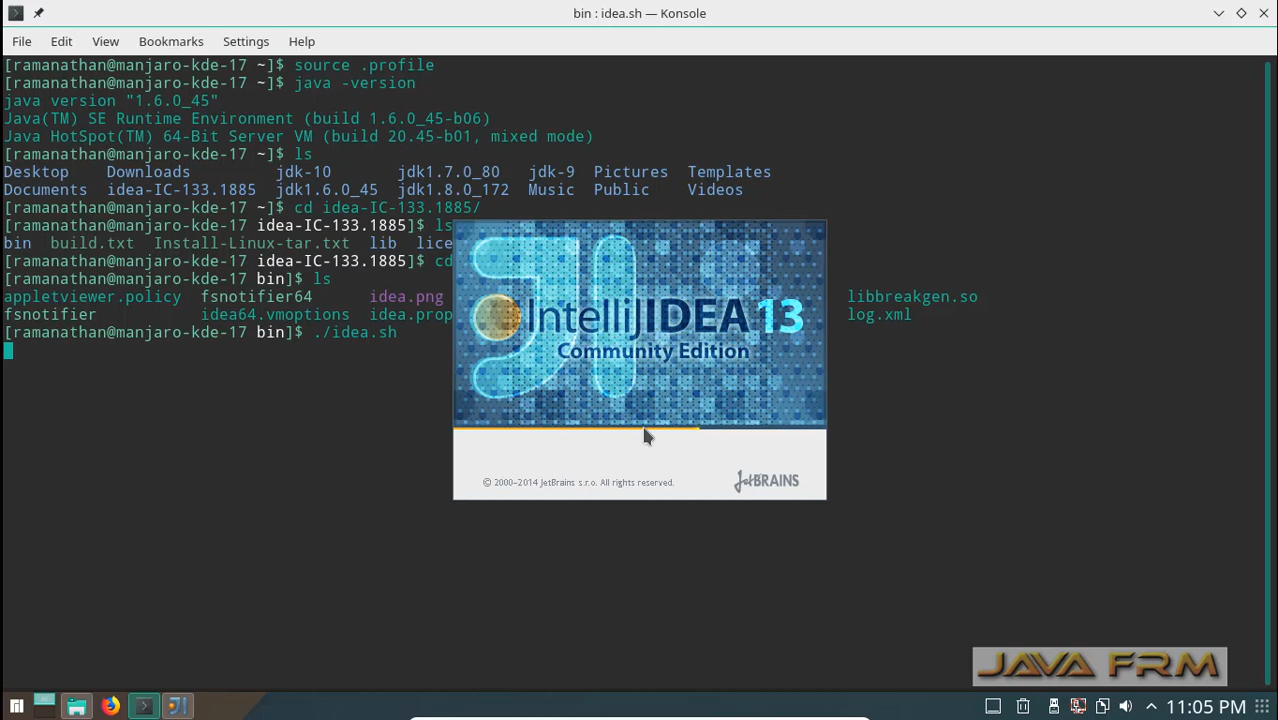 bin : idea.sh — Konsole
File Edit View Bookmarks Settings Help
[ramanathan@manjaro-kde-17 ~]$ source .profile
[ramanathan@manjaro-kde-17 ~]$ java -version
java version "1.6.0_45"
Java(TM) SE Runtime Environment (build 1.6.0_45-b06)
Java HotSpot(TM) 64-Bit Server VM (build 20.45-b01, mixed mode)
[ramanathan@manjaro-kde-17 ~]$ ls
Desktop Downloads jdk-10 jdk1.7.0_80 jdk-9 Pictures Templates
Documents idea-IC-133.1885 jdk1.6.0_45 jdk1.8.0_172 Music Public Videos
[ramanathan@manjaro-kde-17 ~]$ cd idea-IC-133.1885/
[ramanathan@manjaro-kde-17 idea-IC-133.1885]$ ls
bin build.txt Install-Linux-tar.txt lib lice
[ramanathan@manjaro-kde-17 idea-IC-133.1885]$ cd
[ramanathan@manjaro-kde-17 bin]$ ls
appletviewer.policy fsnotifier64 idea.png libbreakgen.so
fsnotifier idea64.vmoptions idea.prop log.xml
[ramanathan@manjaro-kde-17 bin]$ ./idea.sh
IntelliJ IDEA 13
Community Edition
© 2000–2014 JetBrains s.r.o. All rights reserved.
JetBRAINS
JAVA FRM
11:05 PM